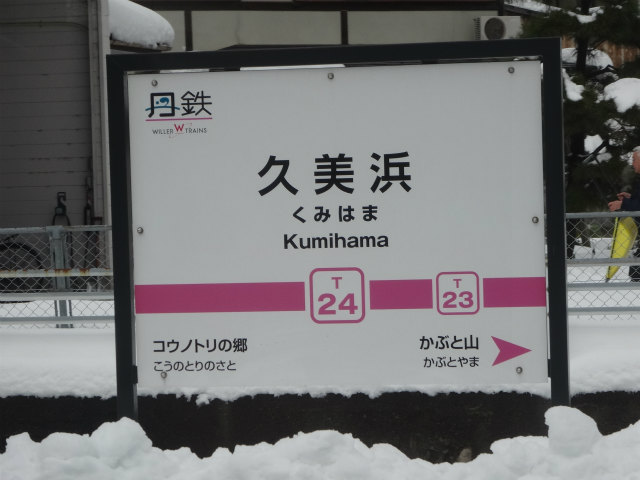 丹鉄
WILLER TRAINS
久美浜
くみはま
Kumihama
T
24
T
23
コウノトリの郷
こうのとりのさと
かぶと山
かぶとやま